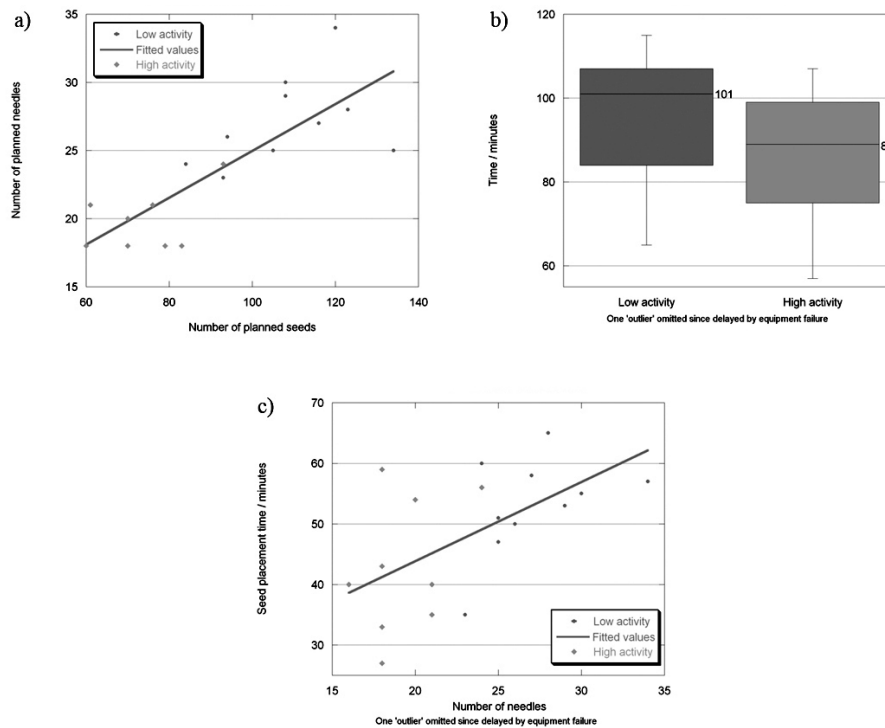 a)
35
30
25
20
15
60
80
100
120
140
Number of planned needles
Number of planned seeds
Low activity
Fitted values
High activity
b)
120
100
80
60
Time / minutes
101
8
Low activity
High activity
One 'outlier' omitted since delayed by equipment failure
c)
70
60
50
40
30
15
20
25
30
35
Seed placement time / minutes
Low activity
Fitted values
High activity
Number of needles
One 'outlier' omitted since delayed by equipment failure